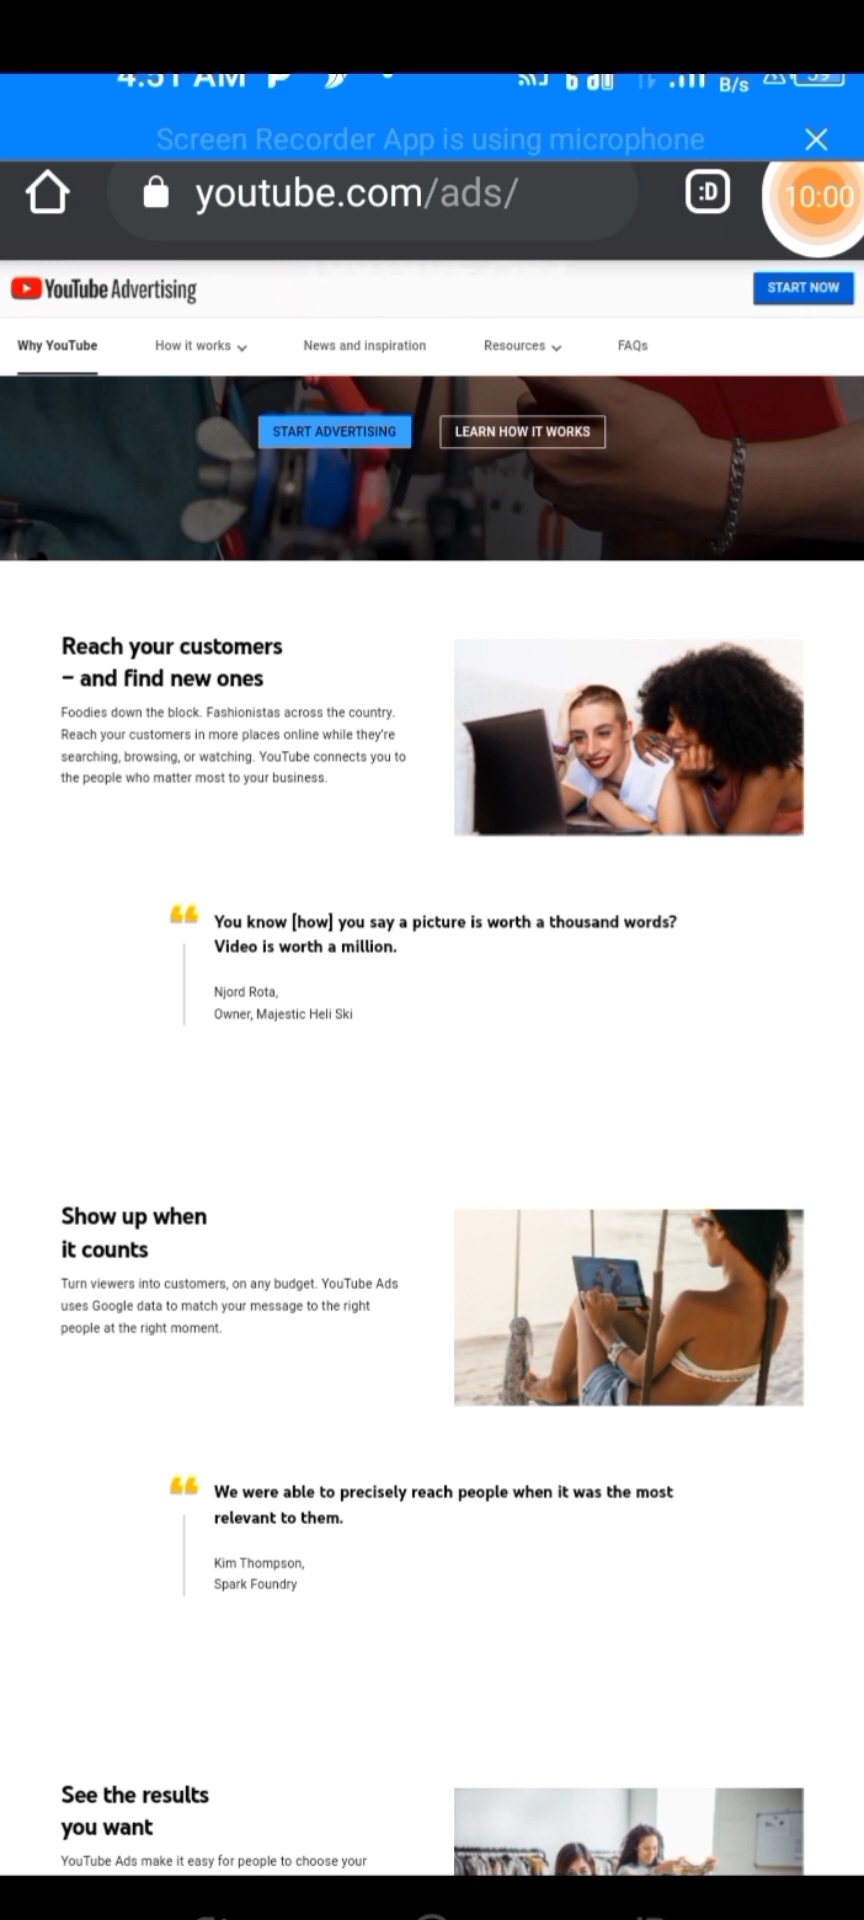 4:51 AM
B/s
59
Screen Recorder App is using microphone
youtube.com/ads/
:D
10:00
YouTube Advertising
START NOW
Why YouTube
How it works
News and inspiration
Resources
FAQs
START ADVERTISING
LEARN HOW IT WORKS
Reach your customers
– and find new ones
Foodies down the block. Fashionistas across the country.
Reach your customers in more places online while they're
searching, browsing, or watching. YouTube connects you to
the people who matter most to your business.
You know [how] you say a picture is worth a thousand words?
Video is worth a million.
Njord Rota,
Owner, Majestic Heli Ski
Show up when
it counts
Turn viewers into customers, on any budget. YouTube Ads
uses Google data to match your message to the right
people at the right moment.
We were able to precisely reach people when it was the most
relevant to them.
Kim Thompson,
Spark Foundry
See the results
you want
YouTube Ads make it easy for people to choose your